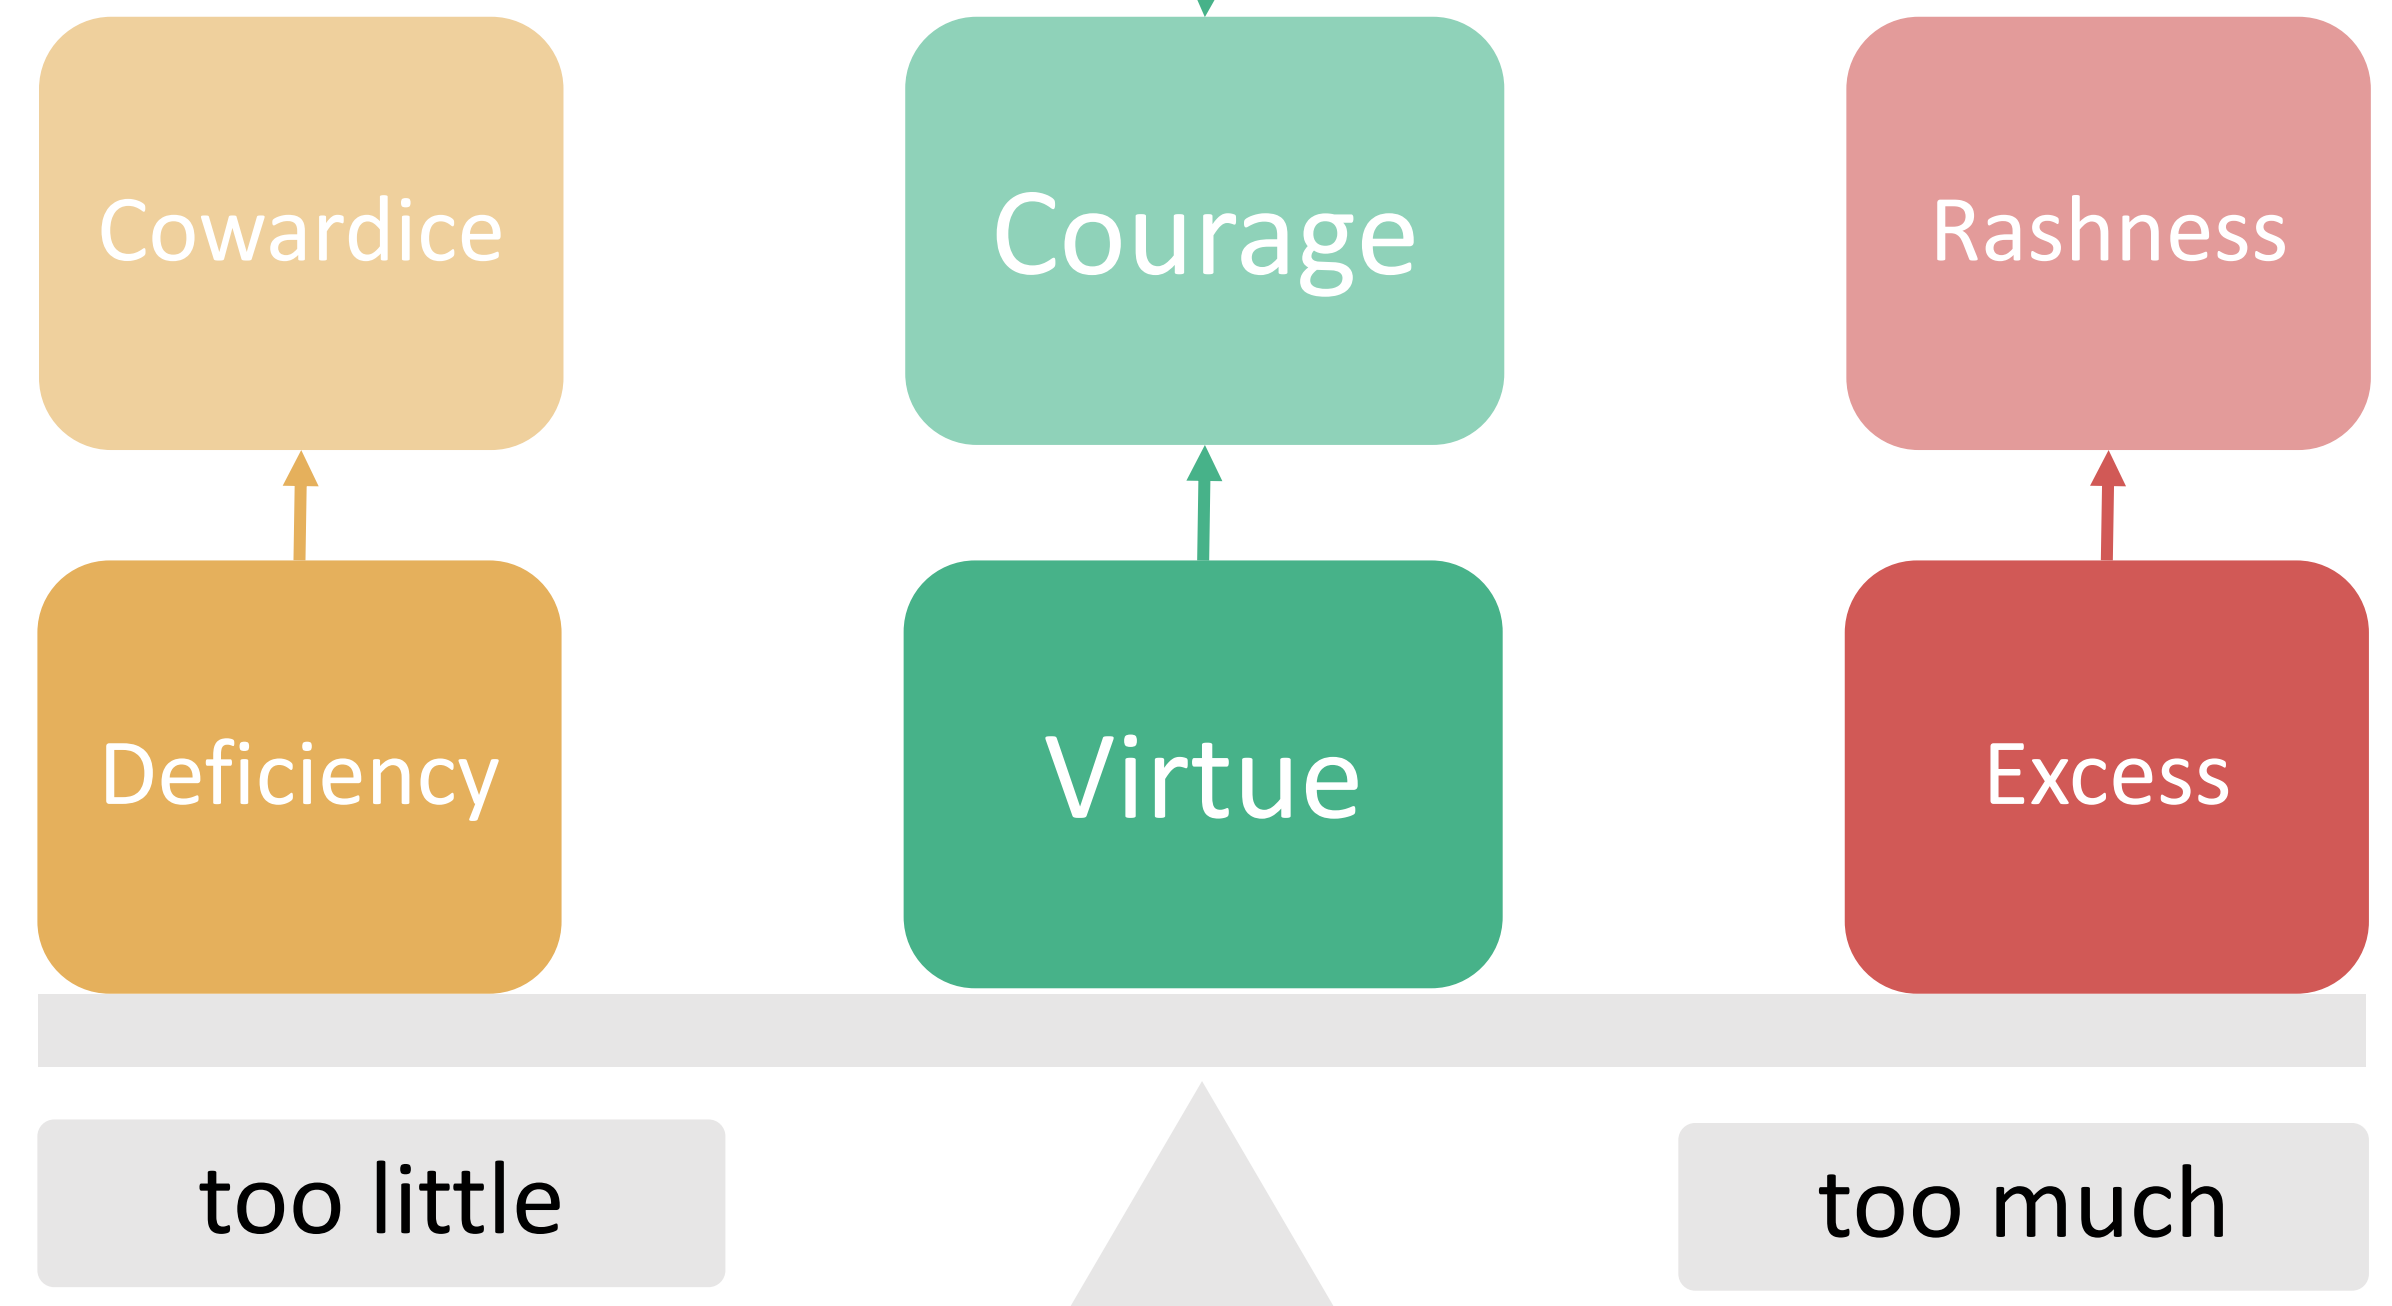 Cowardice
Courage
Rashness
Deficiency
Virtue
Excess
too little
too much